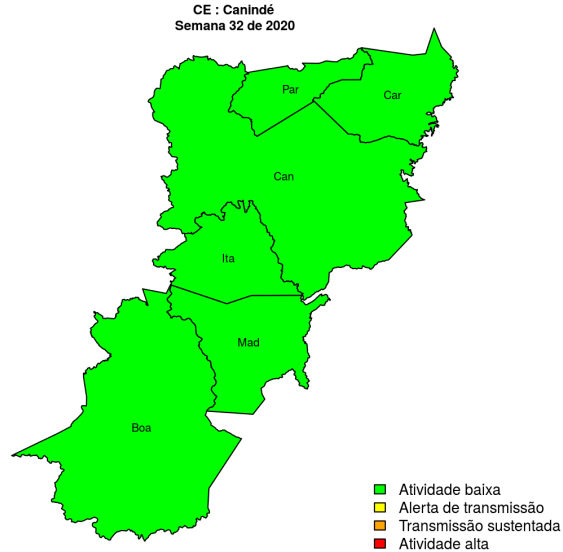 CE : Canindé
Semana 32 de 2020
Par
Car
Can
Ita
Mad
Boa
Atividade baixa
Alerta de transmissão
Transmissão sustentada
Atividade alta